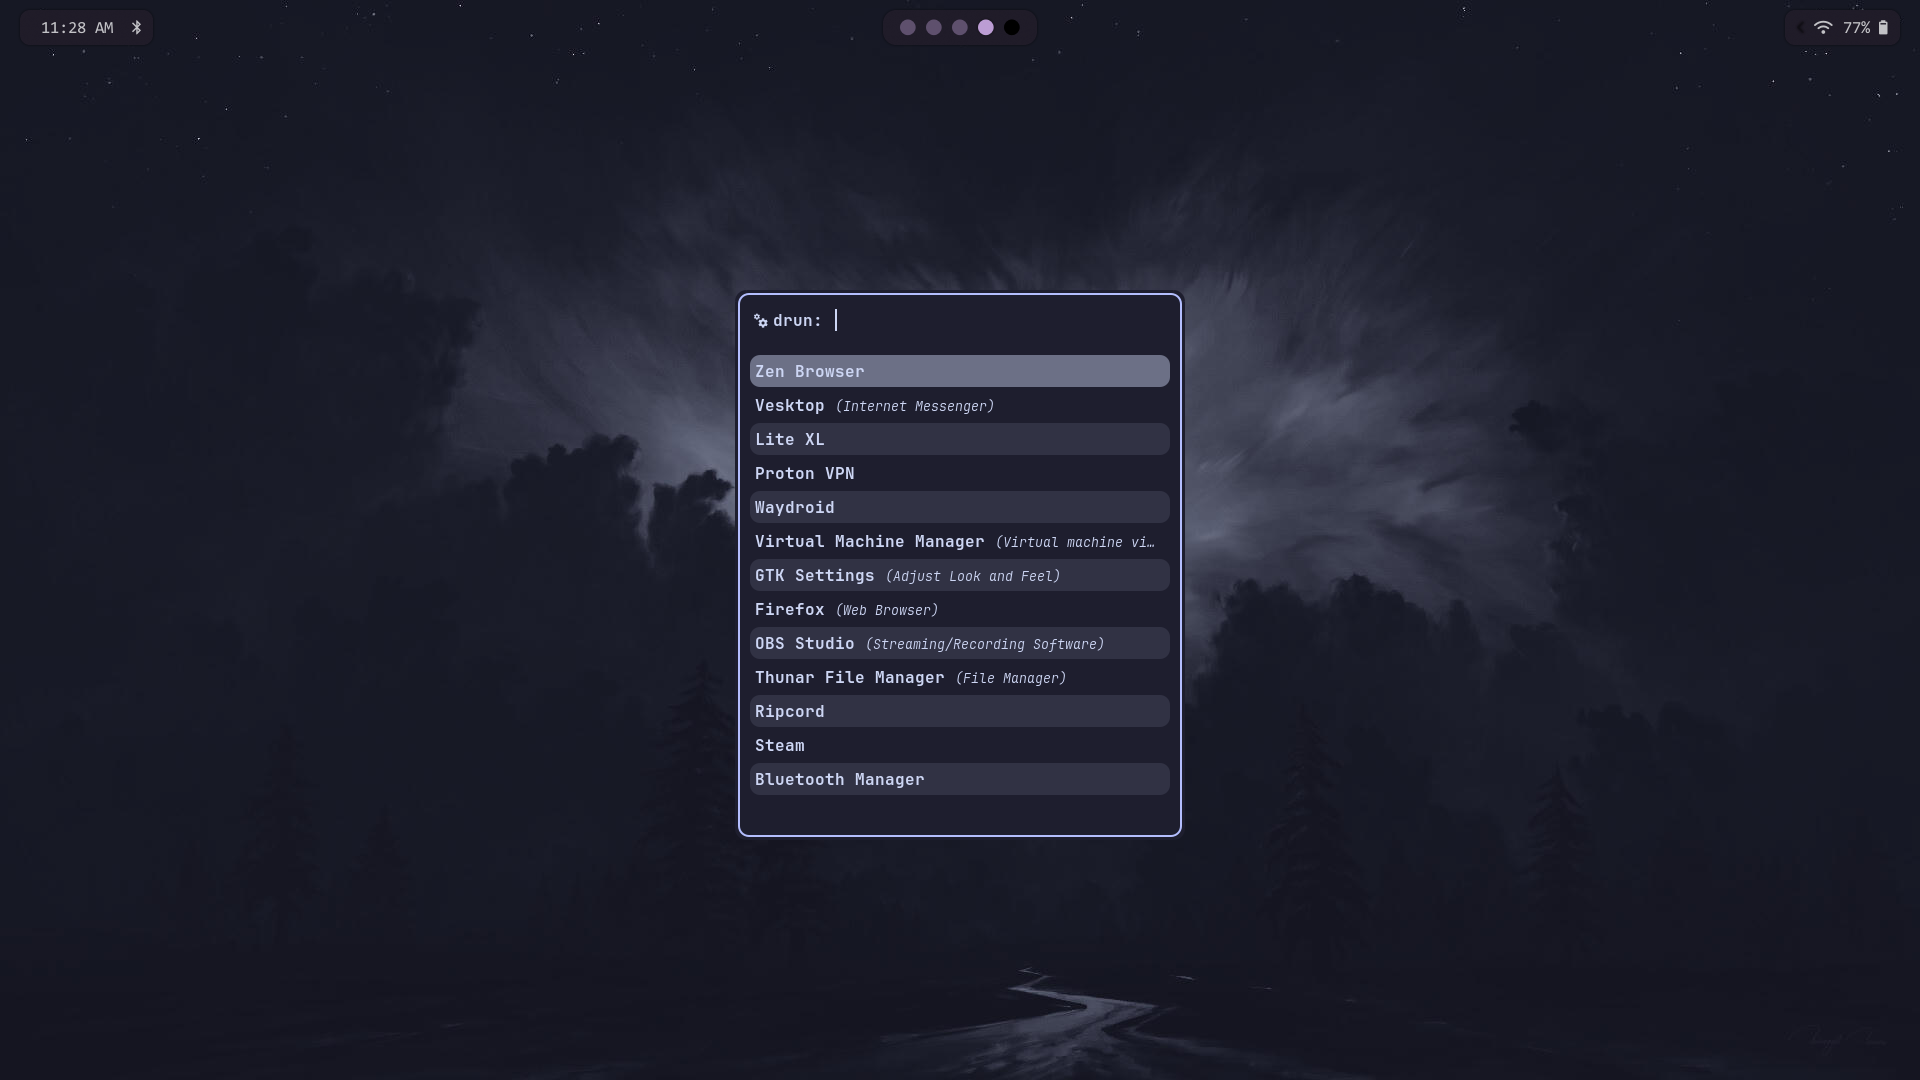 11:28 AM
77%
drun:
Zen Browser
Vesktop (Internet Messenger)
Lite XL
Proton VPN
Waydroid
Virtual Machine Manager (Virtual machine vi…
GTK Settings (Adjust Look and Feel)
Firefox (Web Browser)
OBS Studio (Streaming/Recording Software)
Thunar File Manager (File Manager)
Ripcord
Steam
Bluetooth Manager